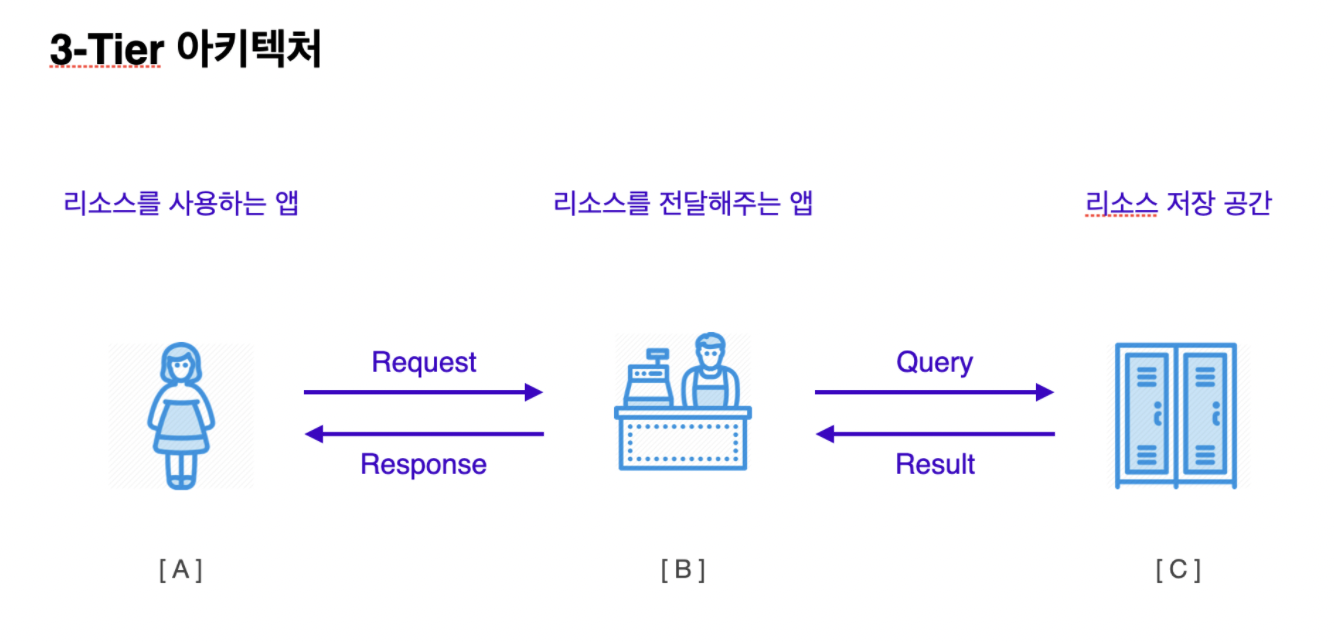 3-Tier 아키텍처
리소스를 사용하는 앱
리소스를 전달해주는 앱
리소스 저장 공간
Request
Query
Response
Result
[ A ]
[ B ]
[ C ]